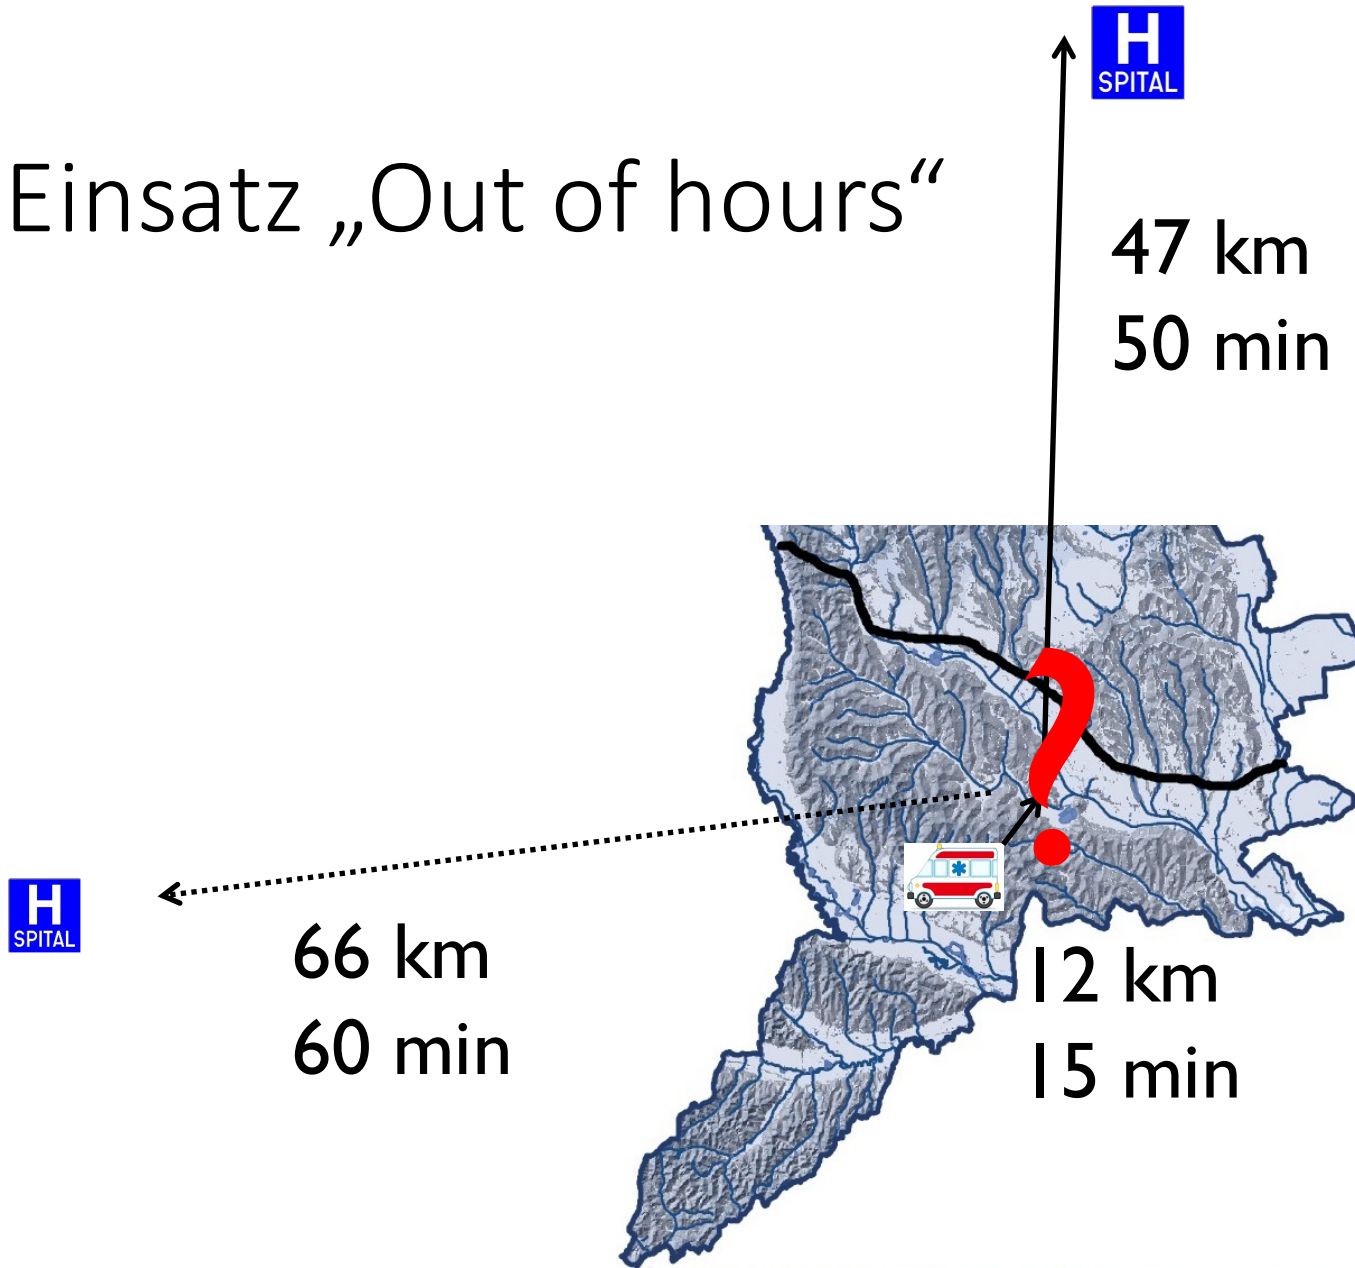 H
SPITAL
Einsatz „Out of hours“
47 km
50 min
H
SPITAL
66 km
60 min
?
12 km
15 min